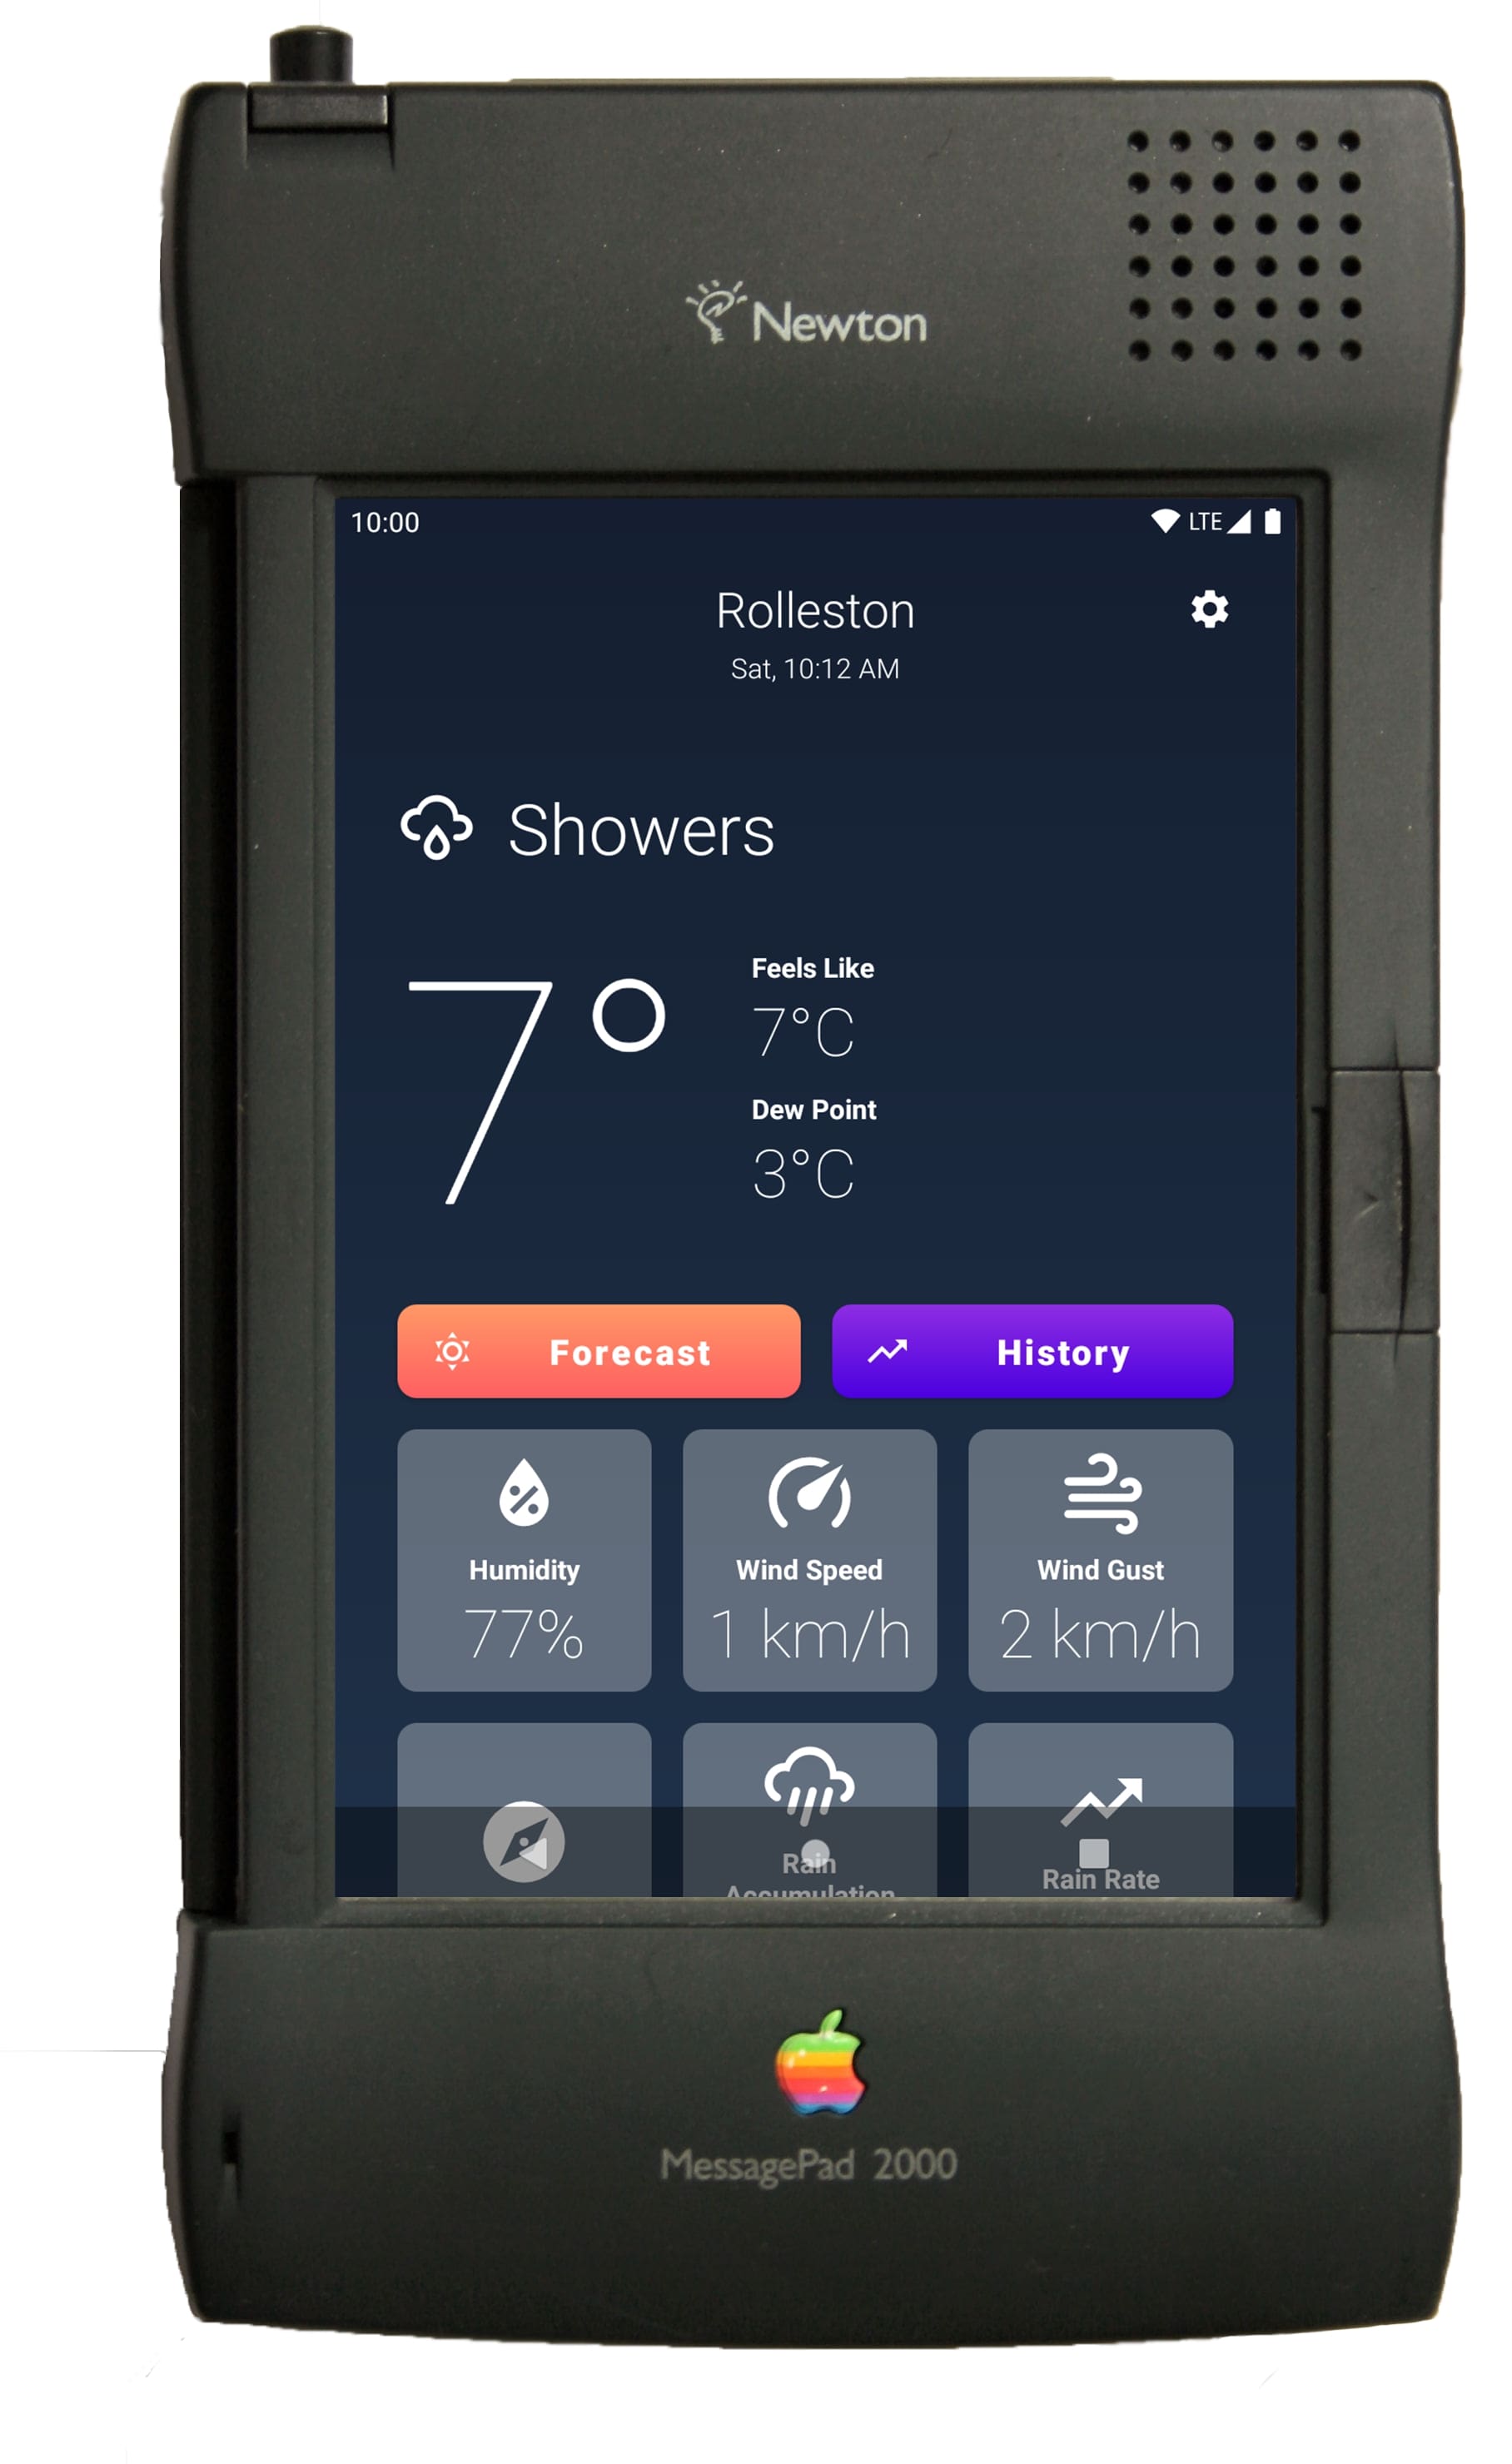 Newton
10:00
LTE
Rolleston
Sat, 10:12 AM
Showers
7°
Feels Like
7°C
Dew Point
3°C
Forecast
History
Humidity
Wind Speed
Wind Gust
77%
1 km/h
2 km/h
Rain
Accumulation
Rain Rate
MessagePad 2000